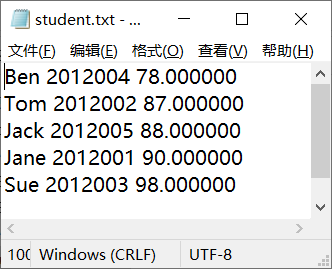 student.txt - ...
文件(F) 编辑(E) 格式(O) 查看(V) 帮助(H)
Ben 2012004 78.000000
Tom 2012002 87.000000
Jack 2012005 88.000000
Jane 2012001 90.000000
Sue 2012003 98.000000
100 Windows (CRLF) UTF-8